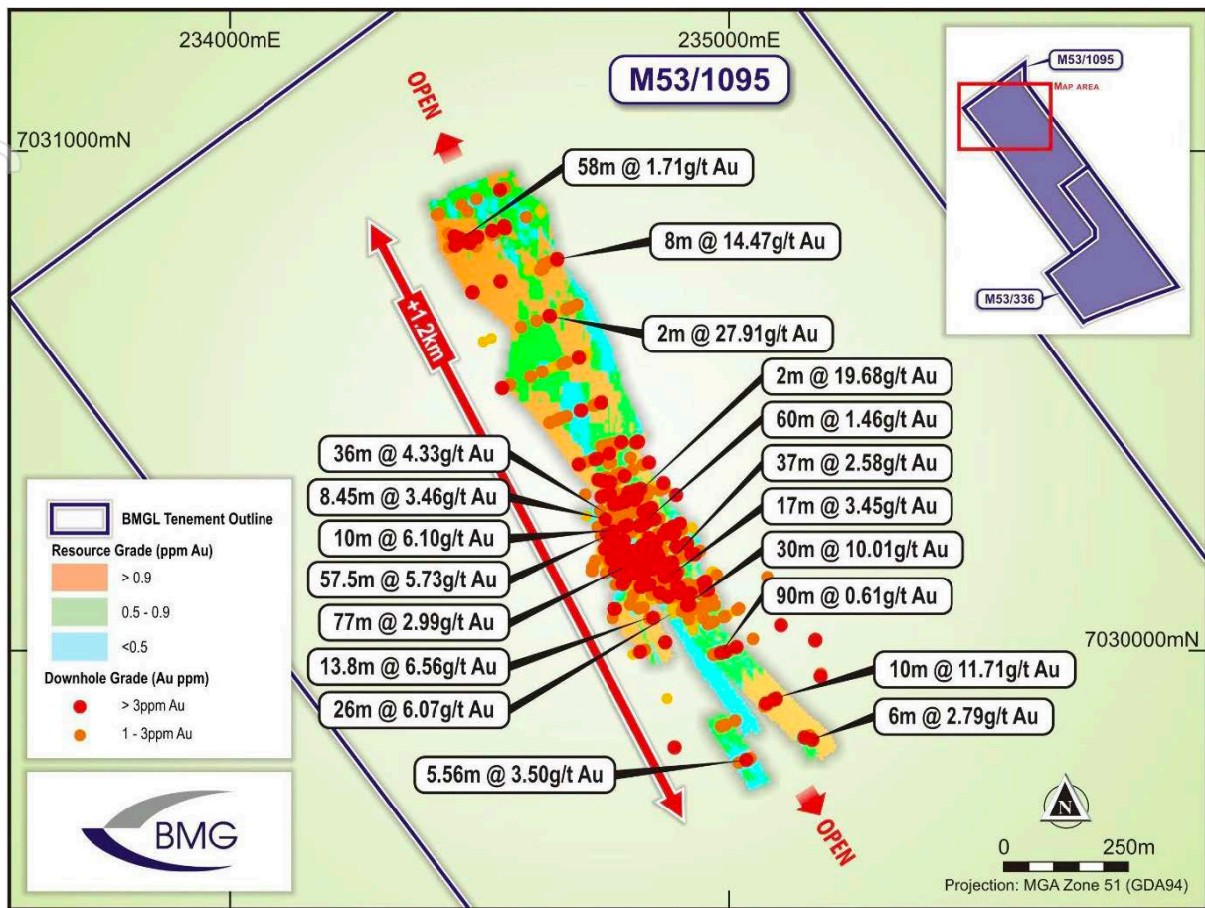 234000mE
235000mE
M53/1095
7031000mN
OPEN
M53/1095
MAP AREA
M53/336
58m @ 1.71g/t Au
8m @ 14.47g/t Au
2m @ 27.91g/t Au
+1.2km
2m @ 19.68g/t Au
60m @ 1.46g/t Au
37m @ 2.58g/t Au
17m @ 3.45g/t Au
30m @ 10.01g/t Au
90m @ 0.61g/t Au
36m @ 4.33g/t Au
8.45m @ 3.46g/t Au
10m @ 6.10g/t Au
57.5m @ 5.73g/t Au
77m @ 2.99g/t Au
13.8m @ 6.56g/t Au
26m @ 6.07g/t Au
7030000mN
10m @ 11.71g/t Au
6m @ 2.79g/t Au
5.56m @ 3.50g/t Au
OPEN
BMGL Tenement Outline
Resource Grade (ppm Au)
> 0.9
0.5 - 0.9
<0.5
Downhole Grade (Au ppm)
> 3ppm Au
1 - 3ppm Au
BMG
N
0 250m
Projection: MGA Zone 51 (GDA94)